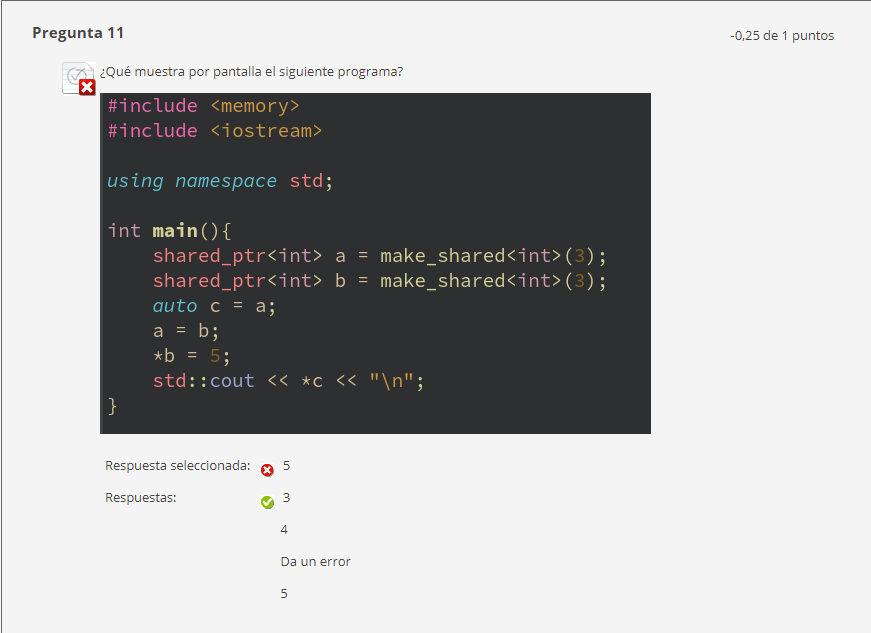 Pregunta 11
-0,25 de 1 puntos
¿Qué muestra por pantalla el siguiente programa?
#include <memory>
#include <iostream>
using namespace std;
int main(){
    shared_ptr<int> a = make_shared<int>(3);
    shared_ptr<int> b = make_shared<int>(3);
    auto c = a;
    a = b;
    *b = 5;
    std::cout << *c << "\n";
}
Respuesta seleccionada: 5
Respuestas: 3
4
Da un error
5